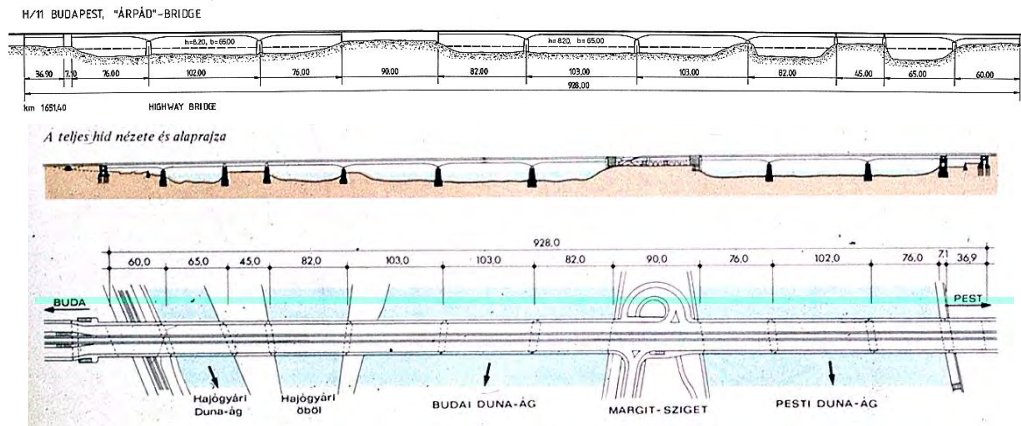 H/11 BUDAPEST, "ÁRPÁD"-BRIDGE
h=8.20, b=65.00 h=8.20, b=65.00
36.90 7.10 76.00 102.00 76.00 90.00 82.00 103.00 103.00 82.00 45.00 65.00 60.00
928.00
km 1651,40 HIGHWAY BRIDGE
A teljes híd nézete és alaprajza
928,0
60,0 65,0 45,0 82,0 103,0 103,0 82,0 90,0 76,0 102,0 76,0 7,1 36,9
BUDA PEST
Hajógyári Duna-ág
Hajógyári öböl
BUDAI DUNA-ÁG
MARGIT-SZIGET
PESTI DUNA-ÁG